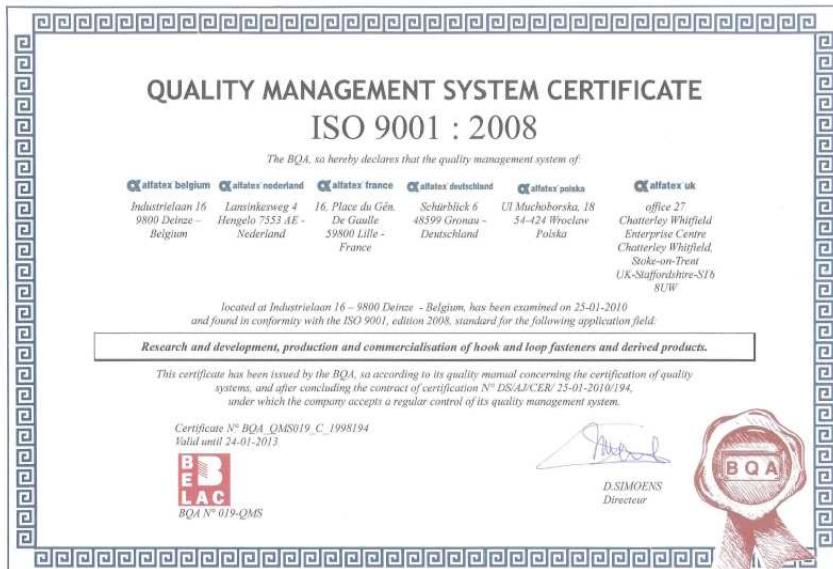 QUALITY MANAGEMENT SYSTEM CERTIFICATE
ISO 9001 : 2008
The BQA, sa hereby declares that the quality management system of:
alfatex belgium
Industrielaan 16
9800 Deinze –
Belgium
alfatex nederland
Lansinkesweg 4
Hengelo 7553 AE -
Nederland
alfatex france
16, Place du Gén.
De Gaulle
59800 Lille -
France
alfatex deutschland
Schürblick 6
48599 Gronau -
Deutschland
alfatex polska
Ul Muchoborska, 18
54-424 Wroclaw
Polska
alfatex uk
office 27
Chatterley Whitfield
Enterprise Centre
Chatterley Whitfield,
Stoke-on-Trent
UK-Staffordshire-ST6
8UW
located at Industrielaan 16 – 9800 Deinze - Belgium, has been examined on 25-01-2010
and found in conformity with the ISO 9001, edition 2008, standard for the following application field:
Research and development, production and commercialisation of hook and loop fasteners and derived products.
This certificate has been issued by the BQA, sa according to its quality manual concerning the certification of quality
systems, and after concluding the contract of certification N° DS/AJ/CER/ 25-01-2010/194,
under which the company accepts a regular control of its quality management system.
Certificate N° BQA_QMS019_C_1998194
Valid until 24-01-2013
BELAC
BQA N° 019-QMS
D.SIMOENS
Directeur
BQA